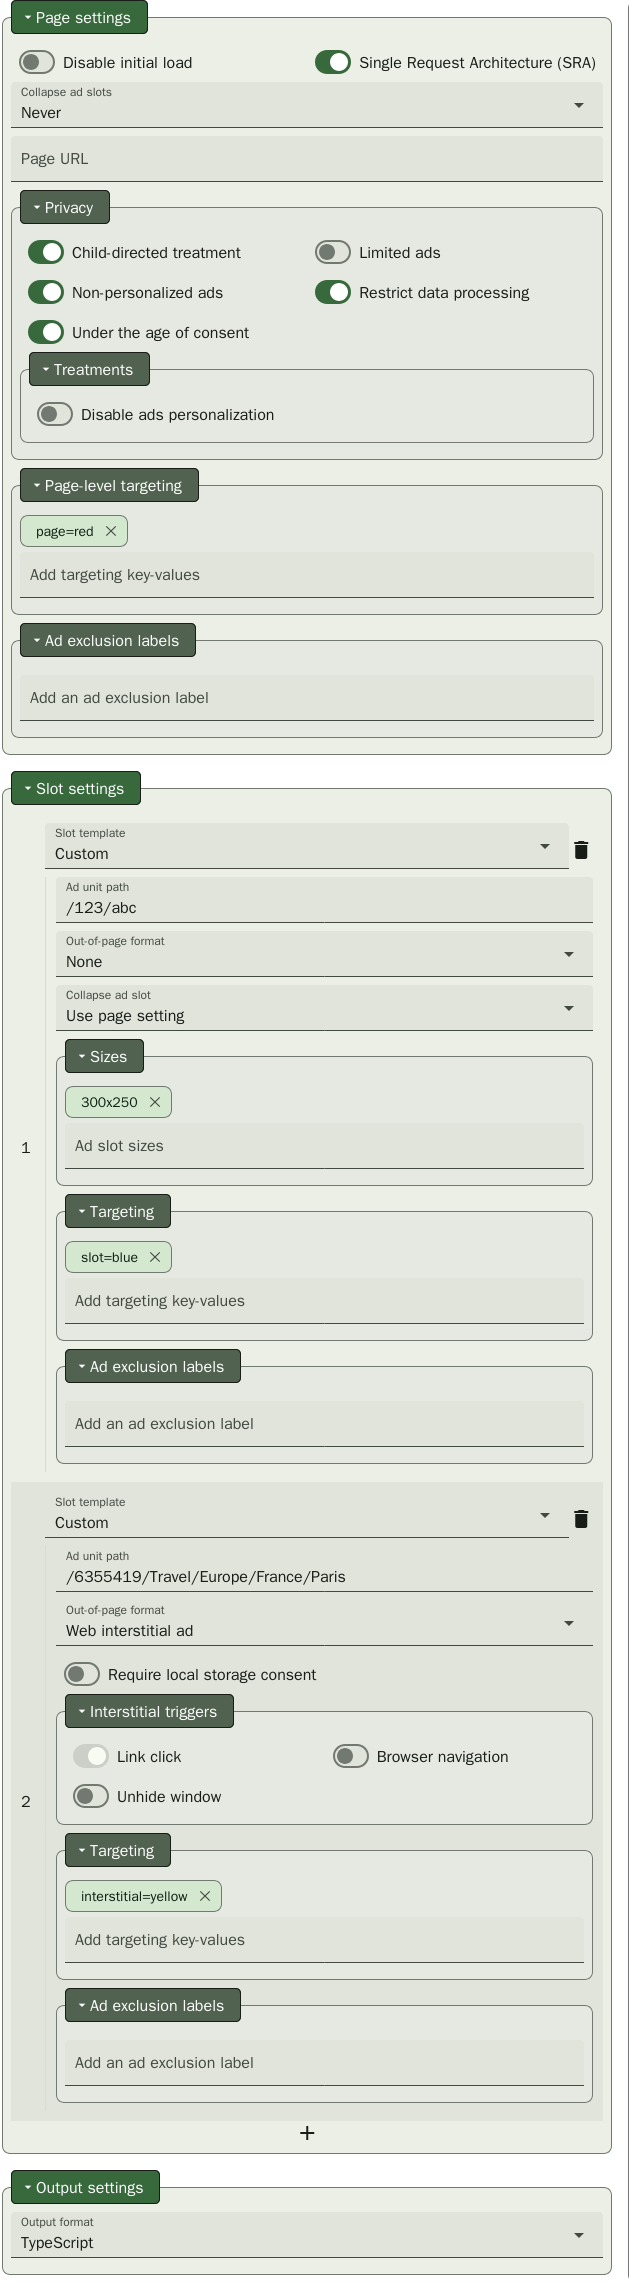 Page settings
Disable initial load
Single Request Architecture (SRA)
Collapse ad slots
Never
Page URL
Privacy
Child-directed treatment
Limited ads
Non-personalized ads
Restrict data processing
Under the age of consent
Treatments
Disable ads personalization
Page-level targeting
page=red
Add targeting key-values
Ad exclusion labels
Add an ad exclusion label
Slot settings
1
Slot template
Custom
Ad unit path
/123/abc
Out-of-page format
None
Collapse ad slot
Use page setting
Sizes
300x250
Ad slot sizes
Targeting
slot=blue
Add targeting key-values
Ad exclusion labels
Add an ad exclusion label
2
Slot template
Custom
Ad unit path
/6355419/Travel/Europe/France/Paris
Out-of-page format
Web interstitial ad
Require local storage consent
Interstitial triggers
Link click
Browser navigation
Unhide window
Targeting
interstitial=yellow
Add targeting key-values
Ad exclusion labels
Add an ad exclusion label
Output settings
Output format
TypeScript